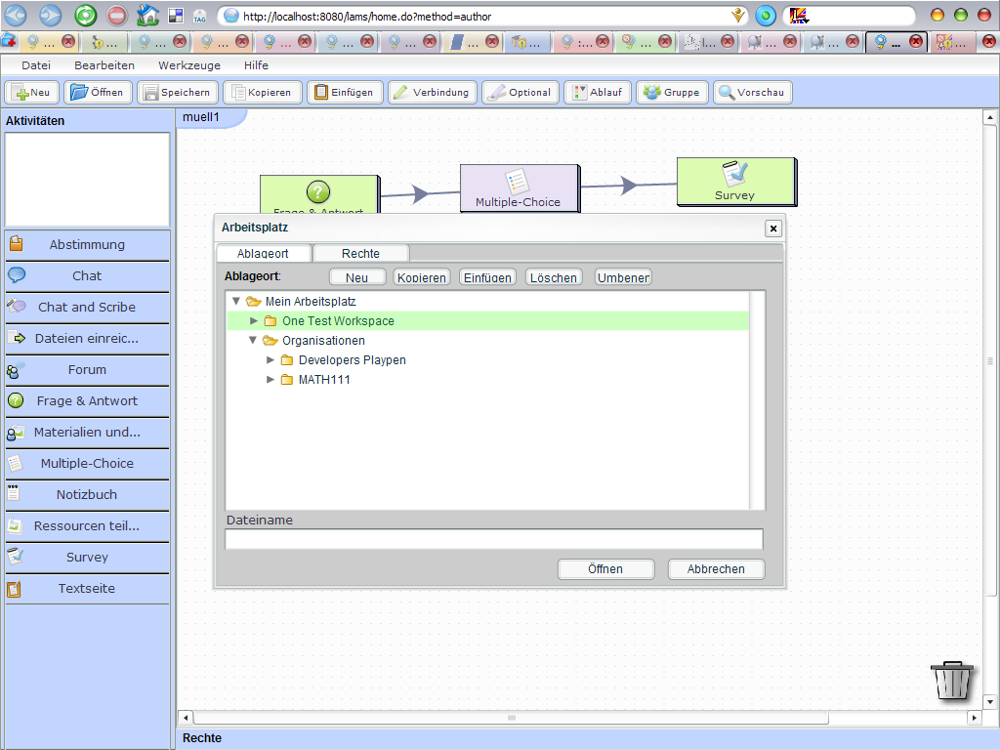 TAG
http://localhost:8080/lams/home.do?method=author
Datei Bearbeiten Werkzeuge Hilfe
Neu Öffnen Speichern Kopieren Einfügen Verbindung Optional Ablauf Gruppe Vorschau
Aktivitäten
muell1
Frage & Antwort
Multiple-Choice
Survey
Arbeitsplatz
Ablageort Rechte
Ablageort: Neu Kopieren Einfügen Löschen Umbener
Mein Arbeitsplatz
One Test Workspace
Organisationen
Developers Playpen
MATH111
Dateiname
Öffnen Abbrechen
Abstimmung
Chat
Chat and Scribe
Dateien einreic...
Forum
Frage & Antwort
Materialien und...
Multiple-Choice
Notizbuch
Ressourcen teil...
Survey
Textseite
Rechte